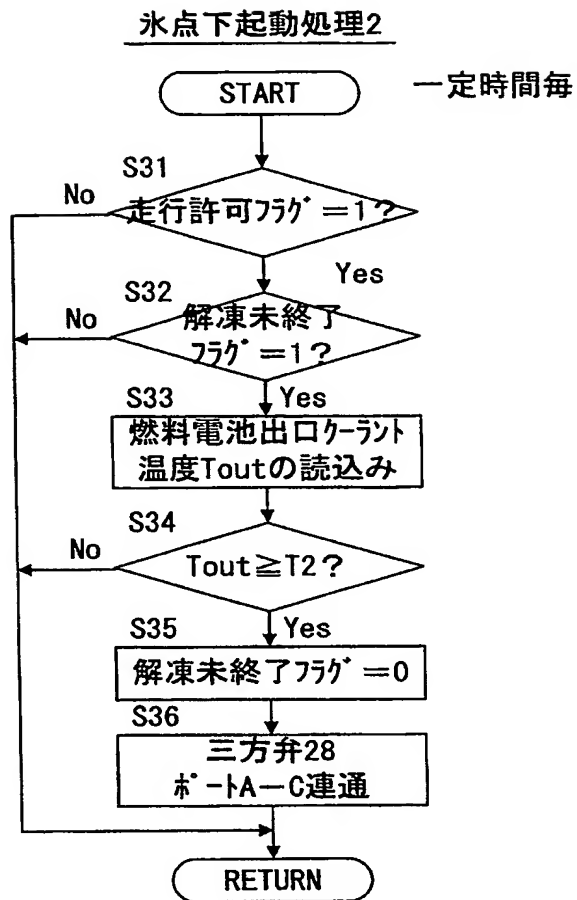 氷点下起動処理2
START
一定時間毎
S31
No
走行許可フラグ=1?
Yes
S32
No
解凍未終了
フラグ=1?
S33
Yes
燃料電池出口クーラント
温度Toutの読込み
S34
No
Tout≧T2?
S35
Yes
解凍未終了フラグ=0
S36
三方弁28
ポートA-C連通
RETURN